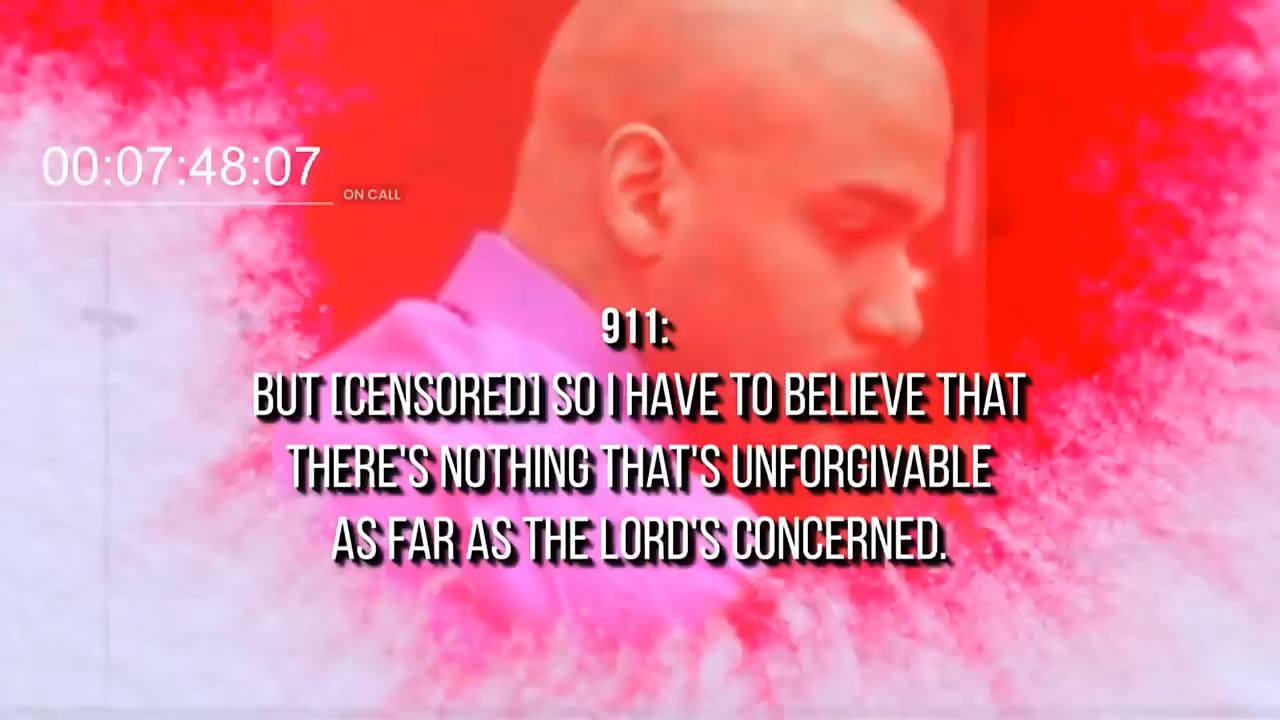 00:07:48:07
ON CALL
911:
BUT [CENSORED] SO I HAVE TO BELIEVE THAT
THERE'S NOTHING THAT'S UNFORGIVABLE
AS FAR AS THE LORD'S CONCERNED.